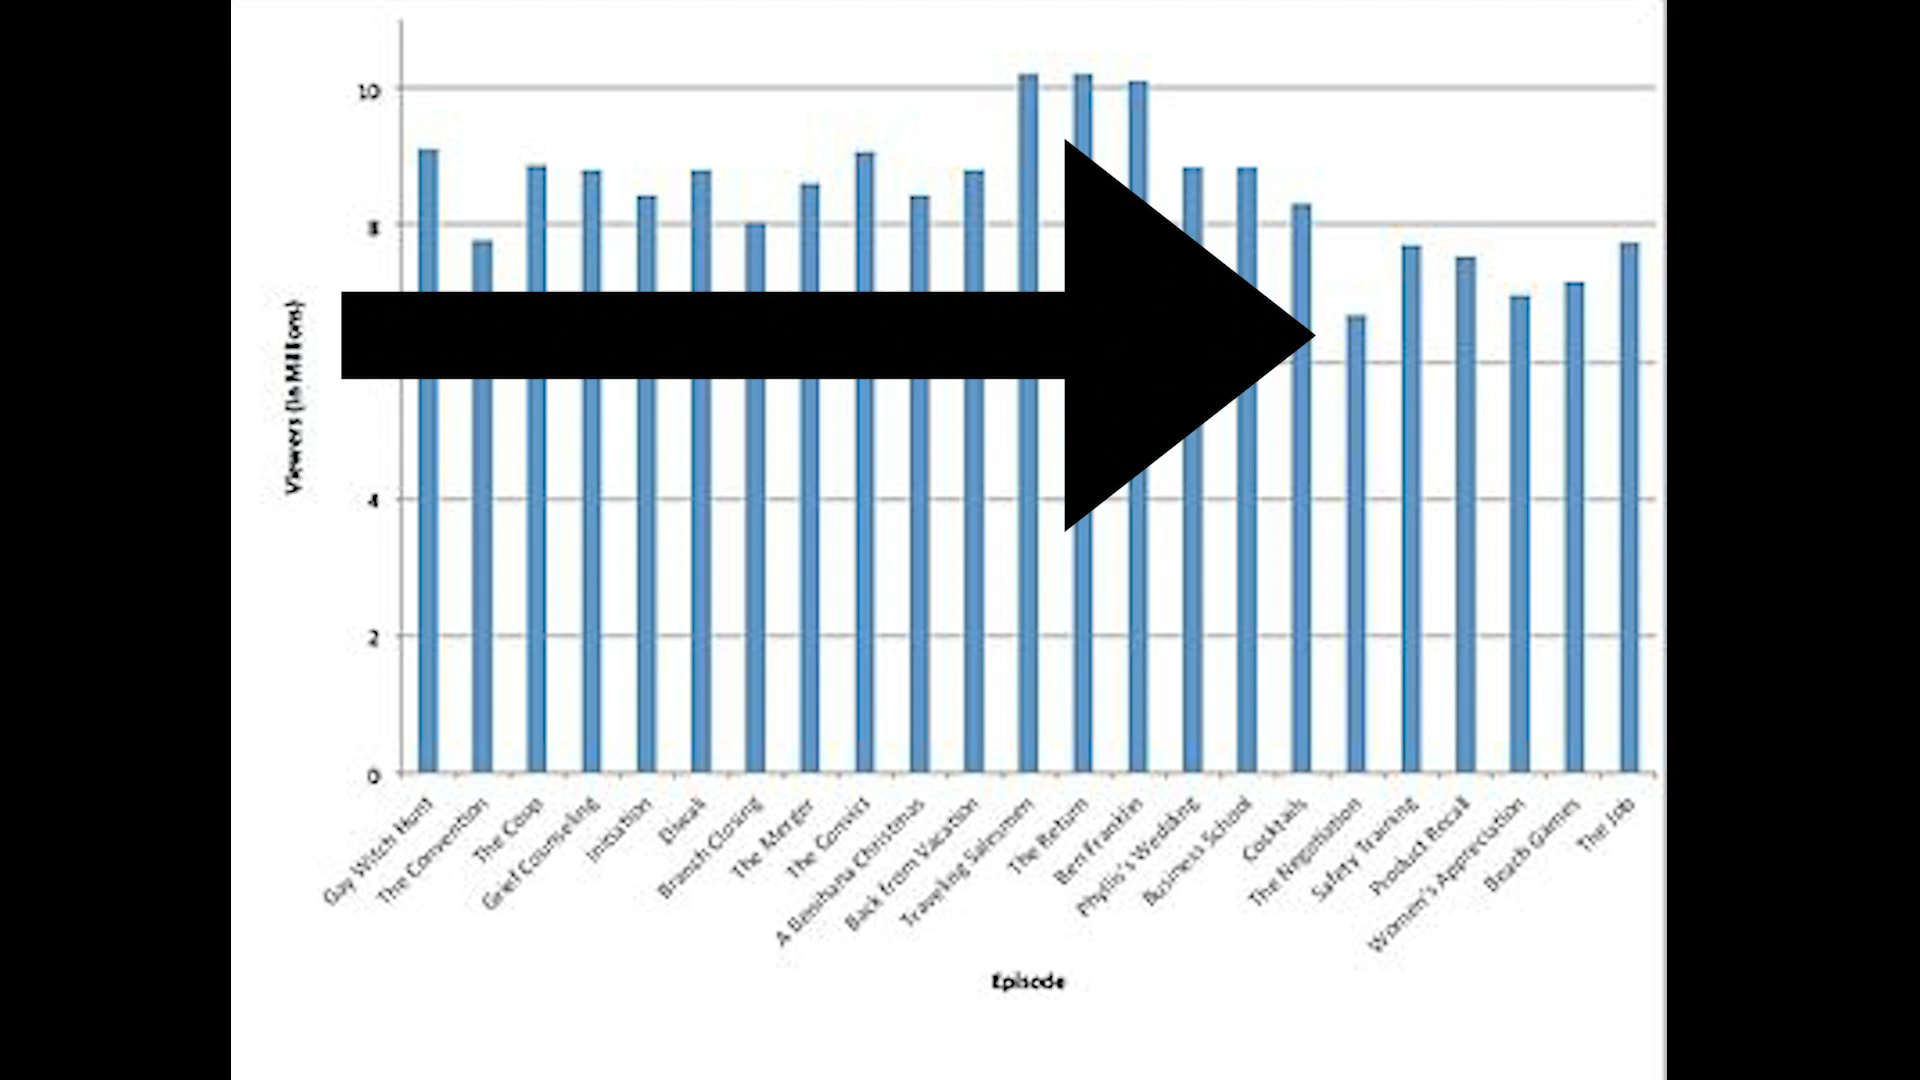 10
8
4
2
0
Viewers (in Millions)
Gay Witch Hunt
The Convention
The Coup
Grief Counseling
Initiation
Diwali
Branch Closing
The Merger
The Convict
A Benihana Christmas
Back from Vacation
Traveling Salesmen
The Return
Ben Franklin
Phyllis's Wedding
Business School
Cocktails
The Negotiation
Safety Training
Product Recall
Women's Appreciation
Beach Games
The Job
Episode